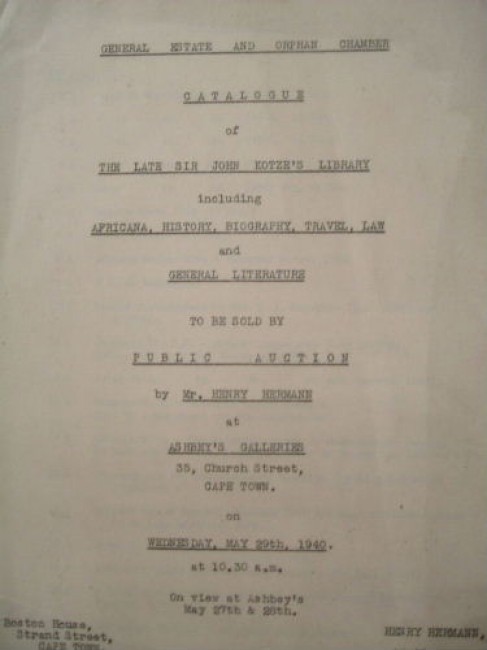 GENERAL ESTATE AND ORPHAN CHAMBER
CATALOGUE
of
THE LATE SIR JOHN KOTZE'S LIBRARY
including
AFRICANA, HISTORY, BIOGRAPHY, TRAVEL, LAW
and
GENERAL LITERATURE
TO BE SOLD BY
PUBLIC AUCTION
by Mr. HENRY HERMANN
at
ASHBEY'S GALLERIES
35, Church Street,
CAPE TOWN.
on
WEDNESDAY, MAY 29th, 1940.
at 10.30 a.m.
On view at Ashbey's
May 27th & 28th.
Boston House,
Strand Street,
CAPE TOWN.
HENRY HERMANN,